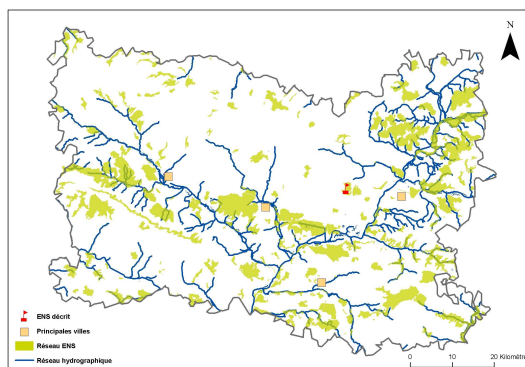 N
ENS décrit
Principales villes
Réseau ENS
Réseau hydrographique
0 10 20 Kilomètr